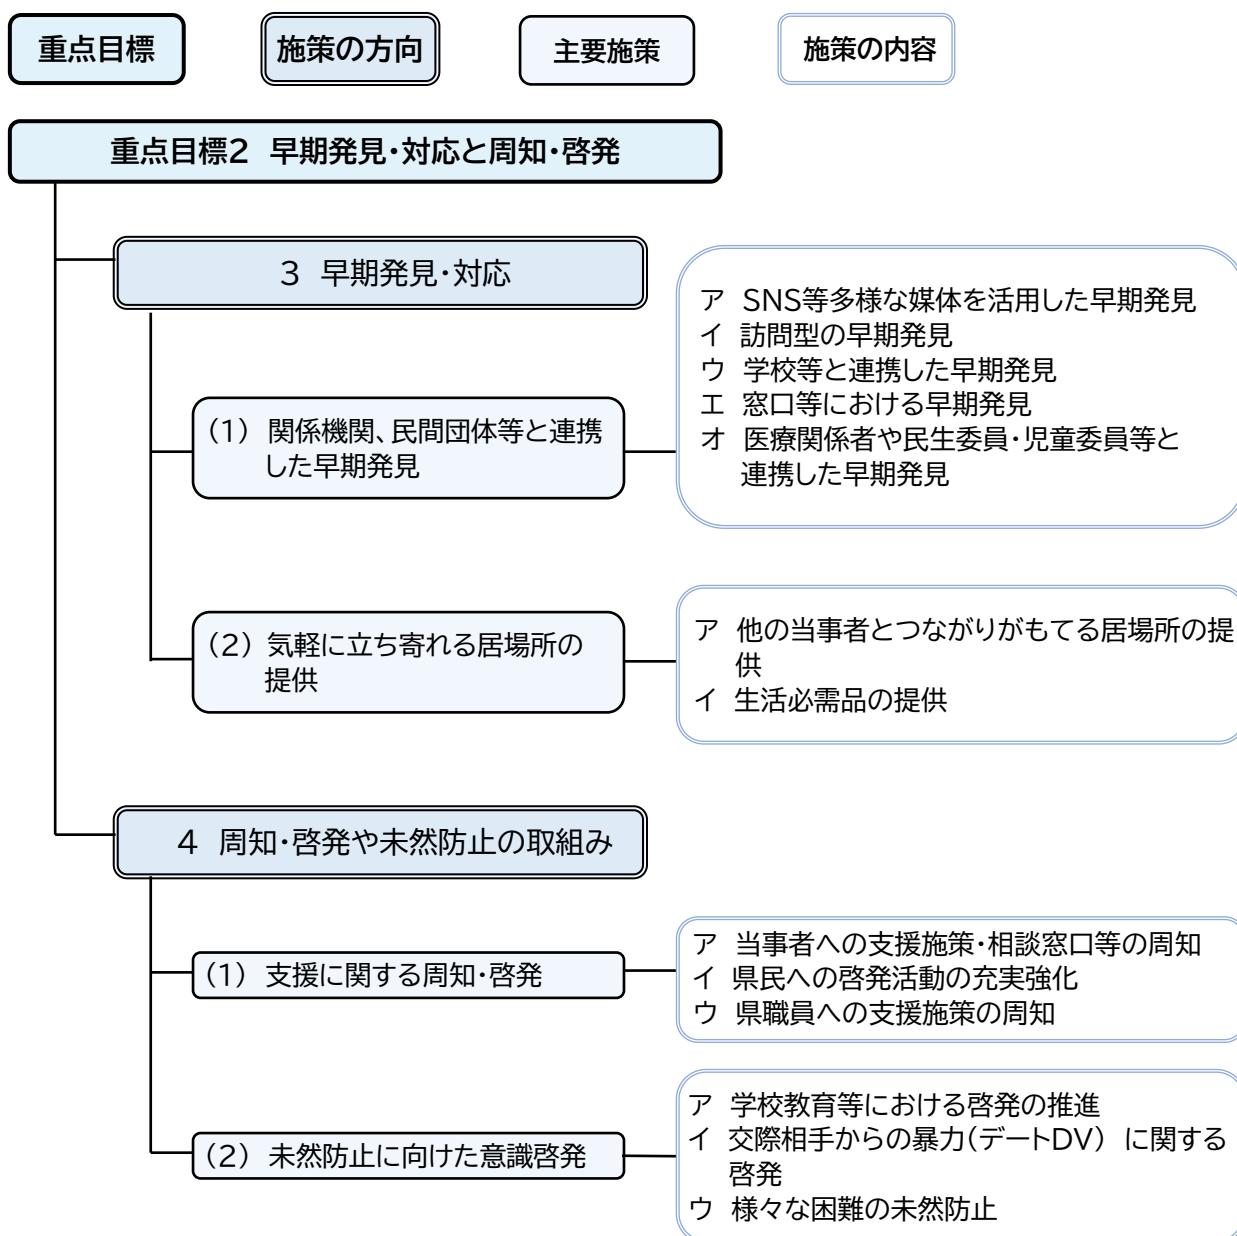 重点目標
施策の方向
主要施策
施策の内容
重点目標2 早期発見・対応と周知・啓発
3 早期発見・対応
(1) 関係機関、民間団体等と連携
した早期発見
ア SNS等多様な媒体を活用した早期発見
イ 訪問型の早期発見
ウ 学校等と連携した早期発見
エ 窓口等における早期発見
オ 医療関係者や民生委員・児童委員等と
連携した早期発見
(2) 気軽に立ち寄れる居場所の
提供
ア 他の当事者とつながりがもてる居場所の提
供
イ 生活必需品の提供
4 周知・啓発や未然防止の取組み
(1) 支援に関する周知・啓発
ア 当事者への支援施策・相談窓口等の周知
イ 県民への啓発活動の充実強化
ウ 県職員への支援施策の周知
(2) 未然防止に向けた意識啓発
ア 学校教育等における啓発の推進
イ 交際相手からの暴力(デートDV) に関する
啓発
ウ 様々な困難の未然防止